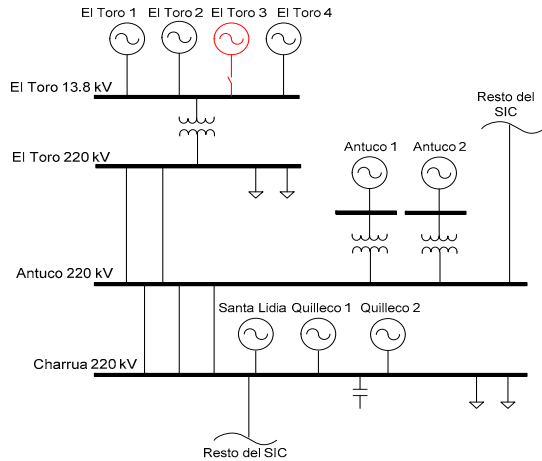 El Toro 1 El Toro 2 El Toro 3 El Toro 4
El Toro 13.8 kV
Resto del
SIC
El Toro 220 kV
Antuco 1 Antuco 2
Antuco 220 kV
Santa Lidia Quilleco 1 Quilleco 2
Charrua 220 kV
Resto del SIC